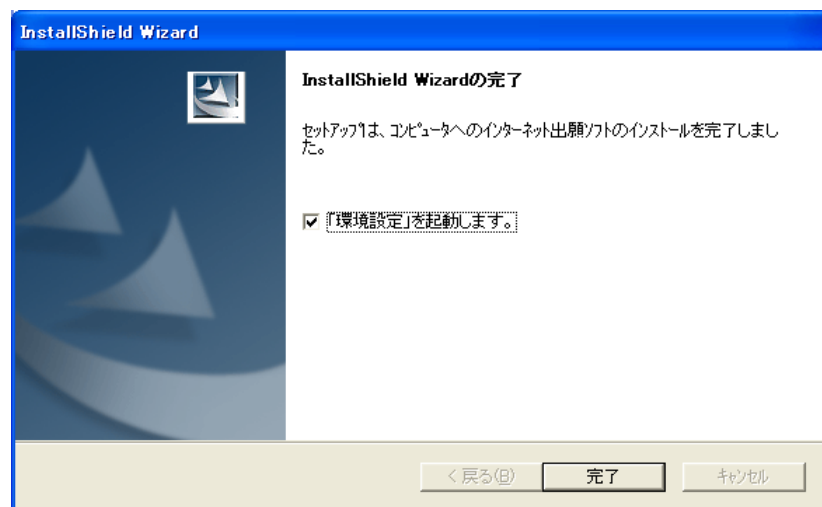 InstallShield Wizard
InstallShield Wizardの完了
セットアップは、コンピュータへのインターネット出願ソフトのインストールを完了しまし
た。
「環境設定」を起動します。
< 戻る(B)
完了
キャンセル